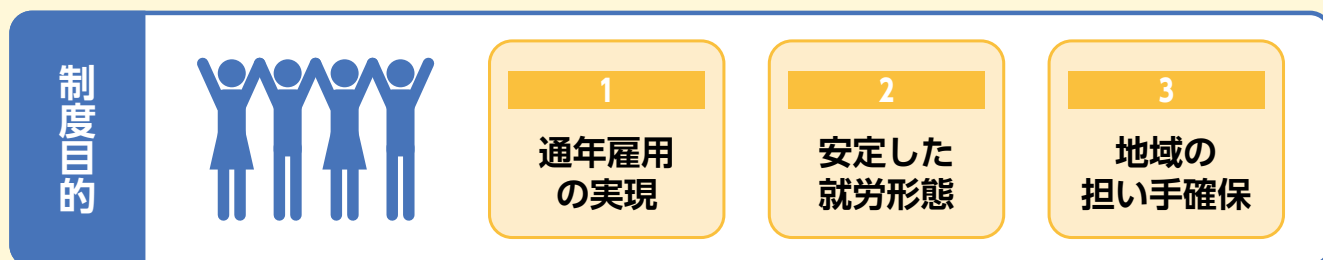 制度目的
1
通年雇用
の実現
2
安定した
就労形態
3
地域の
担い手確保